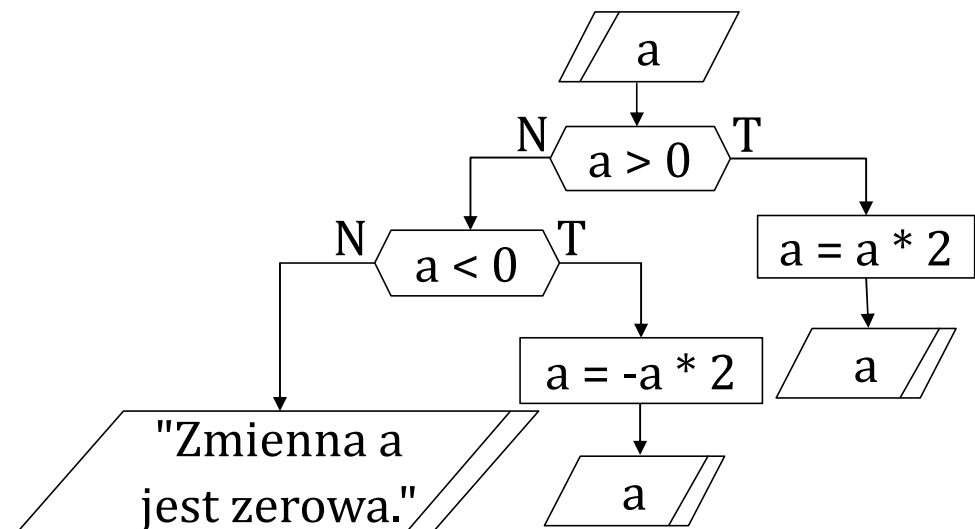 a
N
a > 0
T
N
a < 0
T
a = a * 2
a = -a * 2
a
"Zmienna a
jest zerowa."
a